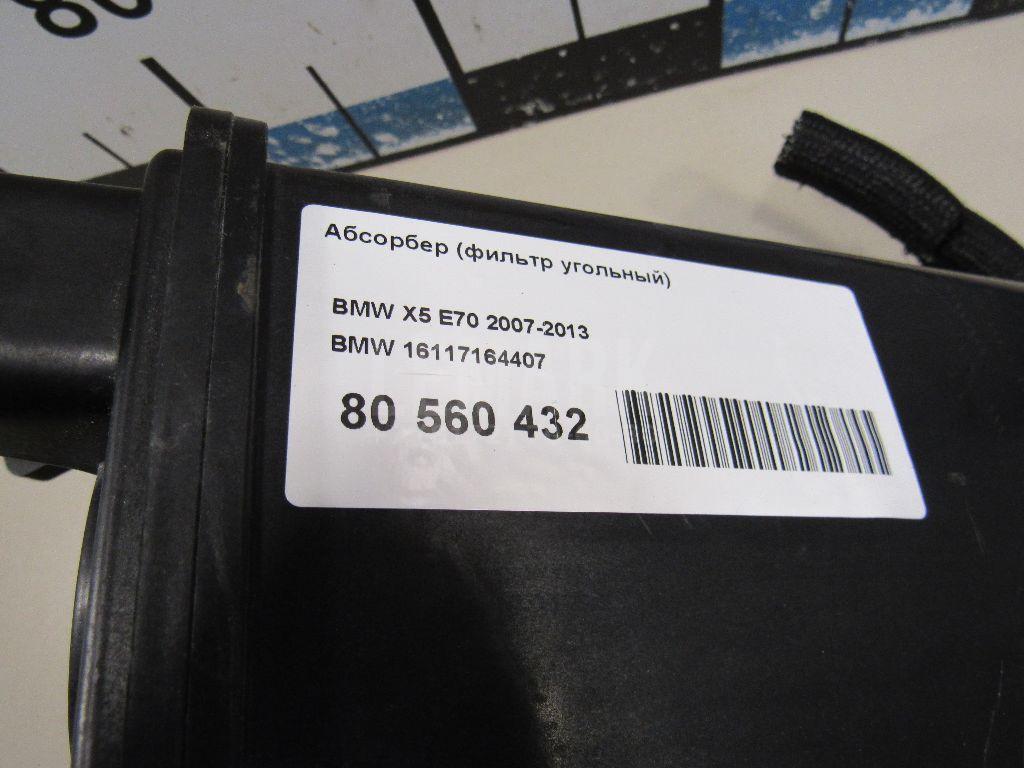 Абсорбер (фильтр угольный)
BMW X5 E70 2007-2013
BMW 16117164407
80 560 432